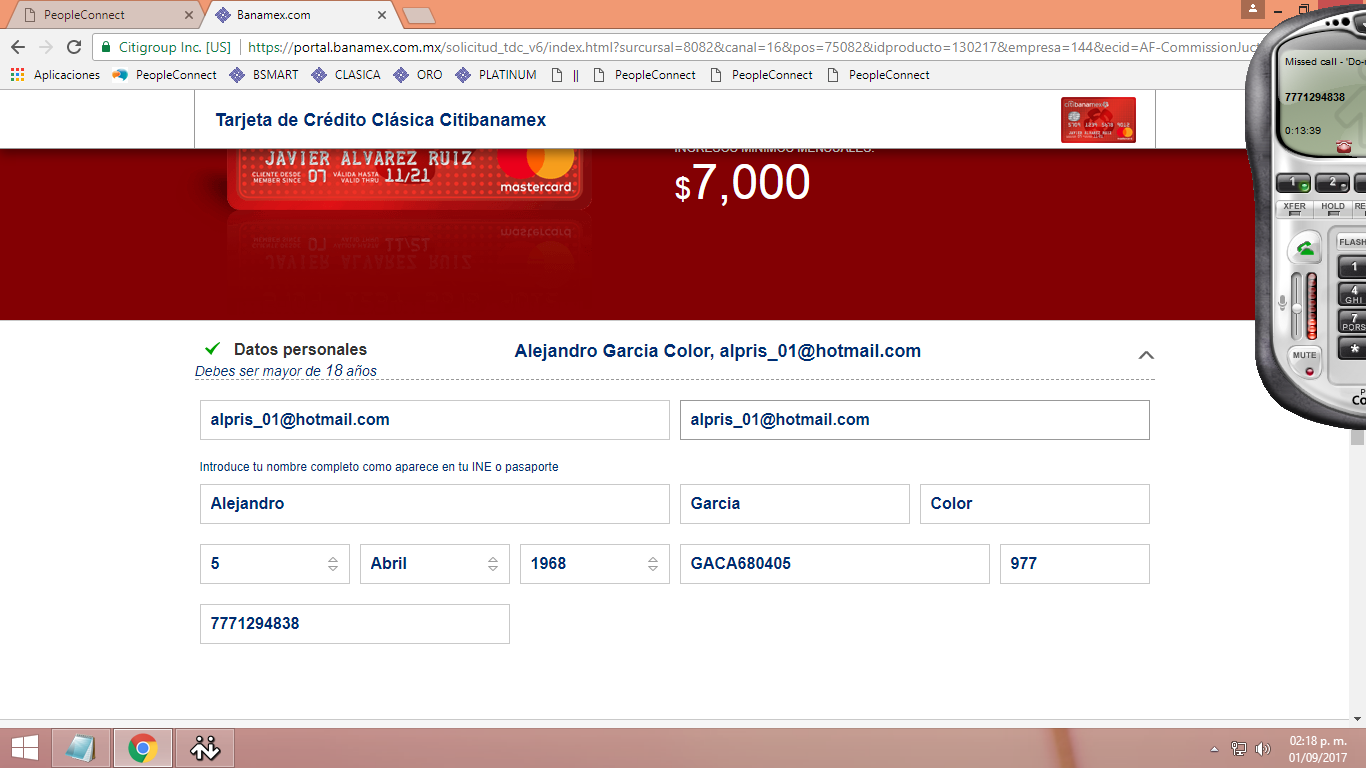 PeopleConnect
Banamex.com
Citigroup Inc. [US]
https://portal.banamex.com.mx/solicitud_tdc_v6/index.html?sursural=8082&canal=16&pos=75082&idproducto=130217&empresa=144&ecid=AF-CommissionJuct
Aplicaciones PeopleConnect BSMART CLASICA ORO PLATINUM || PeopleConnect PeopleConnect PeopleConnect
Tarjeta de Crédito Clásica Citibanamex
citibanamex
JAVIER ALVAREZ RUIZ
CLIENTE DESDE MEMBER SINCE 07 VÁLIDA HASTA VALID THRU 11/21
mastercard
INGRESOS MÍNIMOS MENSUALES:
$7,000
Datos personales
Alejandro Garcia Color, alpris_01@hotmail.com
Debes ser mayor de 18 años
alpris_01@hotmail.com alpris_01@hotmail.com
Introduce tu nombre completo como aparece en tu INE o pasaporte
Alejandro Garcia Color
5 Abril 1968 GACA680405 977
7771294838
Missed call - 'Do-
7771294838
0:13:39
1 2
XFER HOLD RE
FLASH
1
4 GHI
7 PQRS
*
MUTE
P
Co
02:18 p. m.
01/09/2017